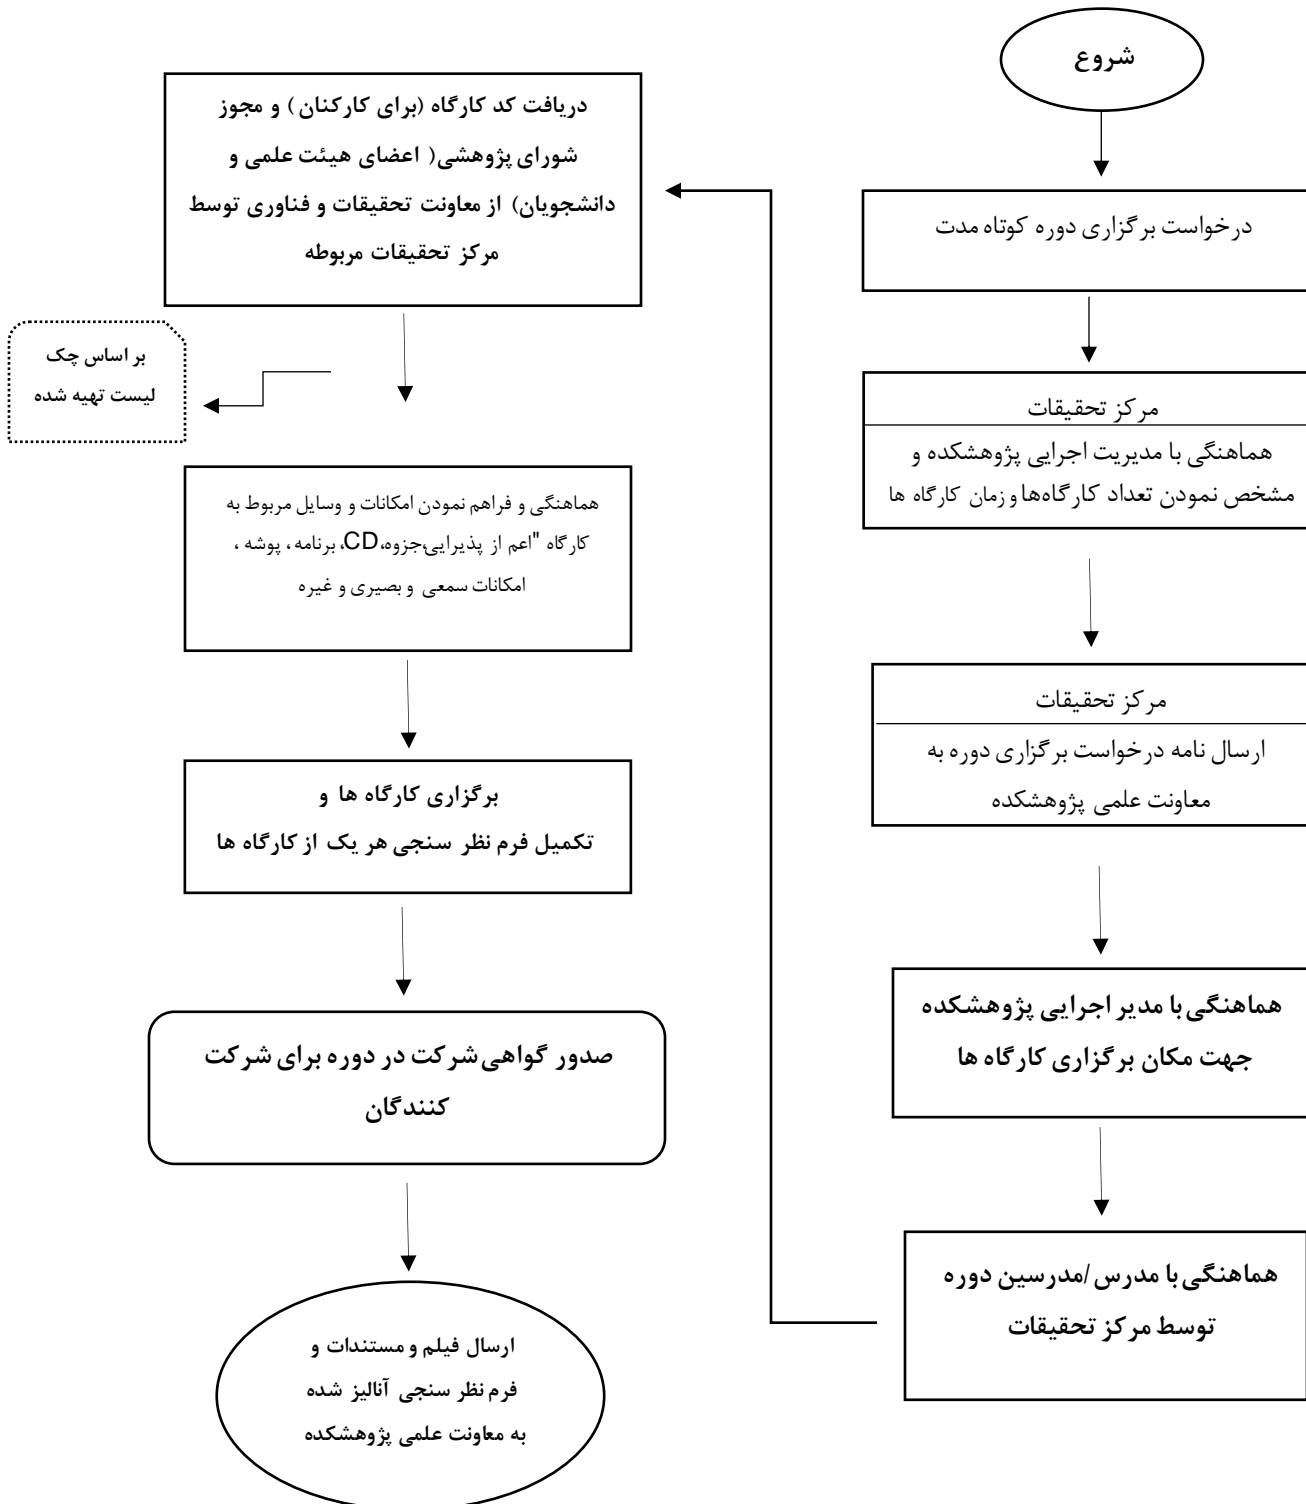 شروع
درخواست برگزاری دوره کوتاه مدت
مرکز تحقیقات
هماهنگی با مدیریت اجرایی پژوهشکده و
مشخص نمودن تعداد کارگاه‌ها و زمان کارگاه ها
مرکز تحقیقات
ارسال نامه درخواست برگزاری دوره به
معاونت علمی پژوهشکده
هماهنگی با مدیر اجرایی پژوهشکده
جهت مکان برگزاری کارگاه ها
هماهنگی با مدرس /مدرسین دوره
توسط مرکز تحقیقات
دریافت کد کارگاه (برای کارکنان ) و مجوز
شورای پژوهشی( اعضای هیئت علمی و
دانشجویان) از معاونت تحقیقات و فناوری توسط
مرکز تحقیقات مربوطه
بر اساس چک
لیست تهیه شده
هماهنگی و فراهم نمودن امکانات و وسایل مربوط به
کارگاه "اعم از پذیرایی،جزوه،CD، برنامه ، پوشه ،
امکانات سمعی و بصیری و غیره
برگزاری کارگاه ها و
تکمیل فرم نظر سنجی هر یک از کارگاه ها
صدور گواهی شرکت در دوره برای شرکت
کنندگان
ارسال فیلم و مستندات و
فرم نظر سنجی آنالیز شده
به معاونت علمی پژوهشکده